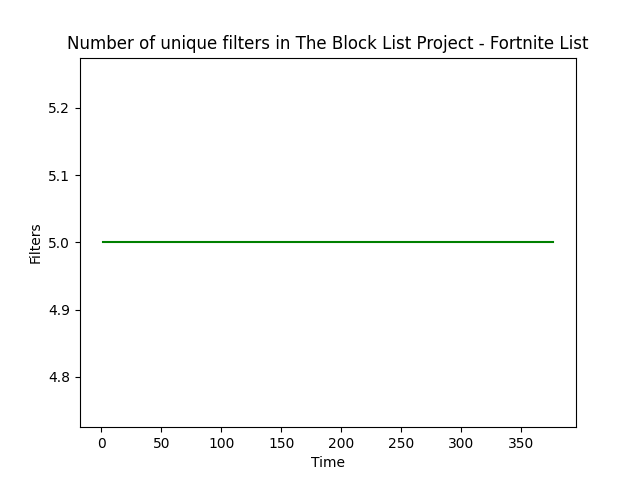 Number of unique filters in The Block List Project - Fortnite List
5.2
5.1
5.0
4.9
4.8
Filters
0 50 100 150 200 250 300 350
Time